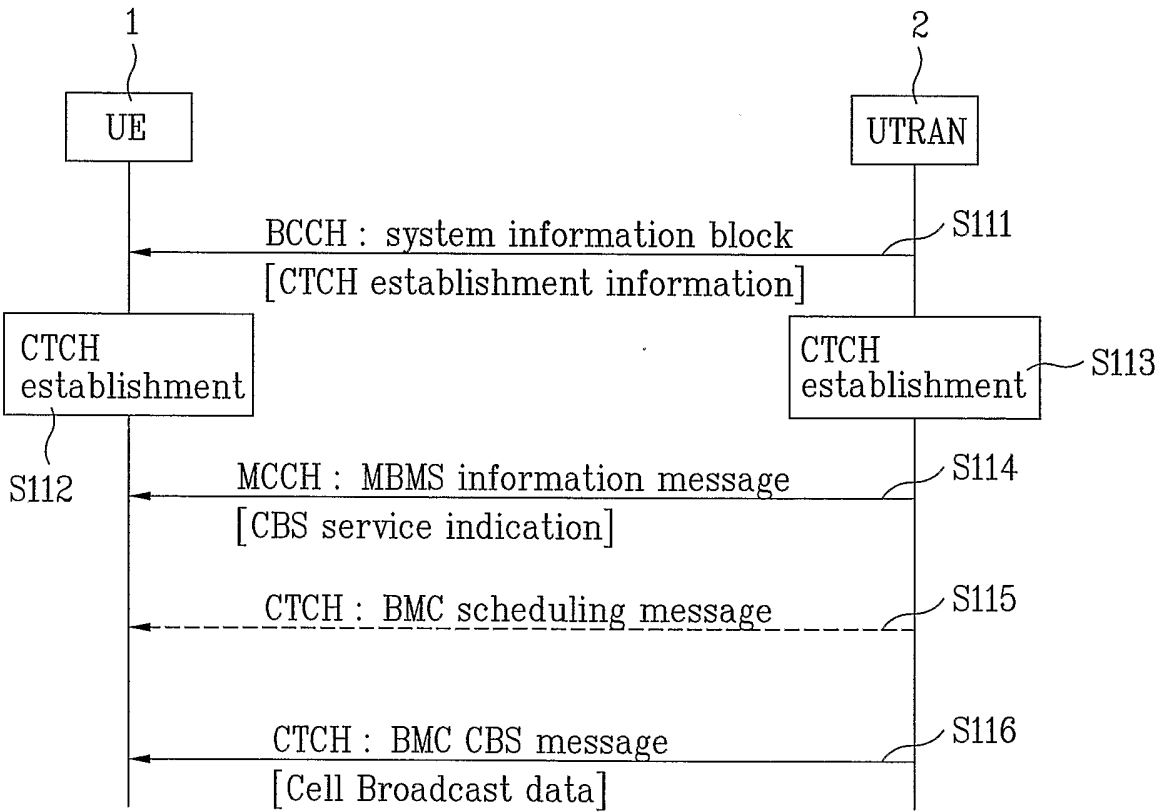 1
2
UE
UTRAN
BCCH : system information block
S111
[CTCH establishment information]
CTCH
establishment
CTCH
establishment
S113
S112
MCCH : MBMS information message
S114
[CBS service indication]
CTCH : BMC scheduling message
S115
CTCH : BMC CBS message
S116
[Cell Broadcast data]